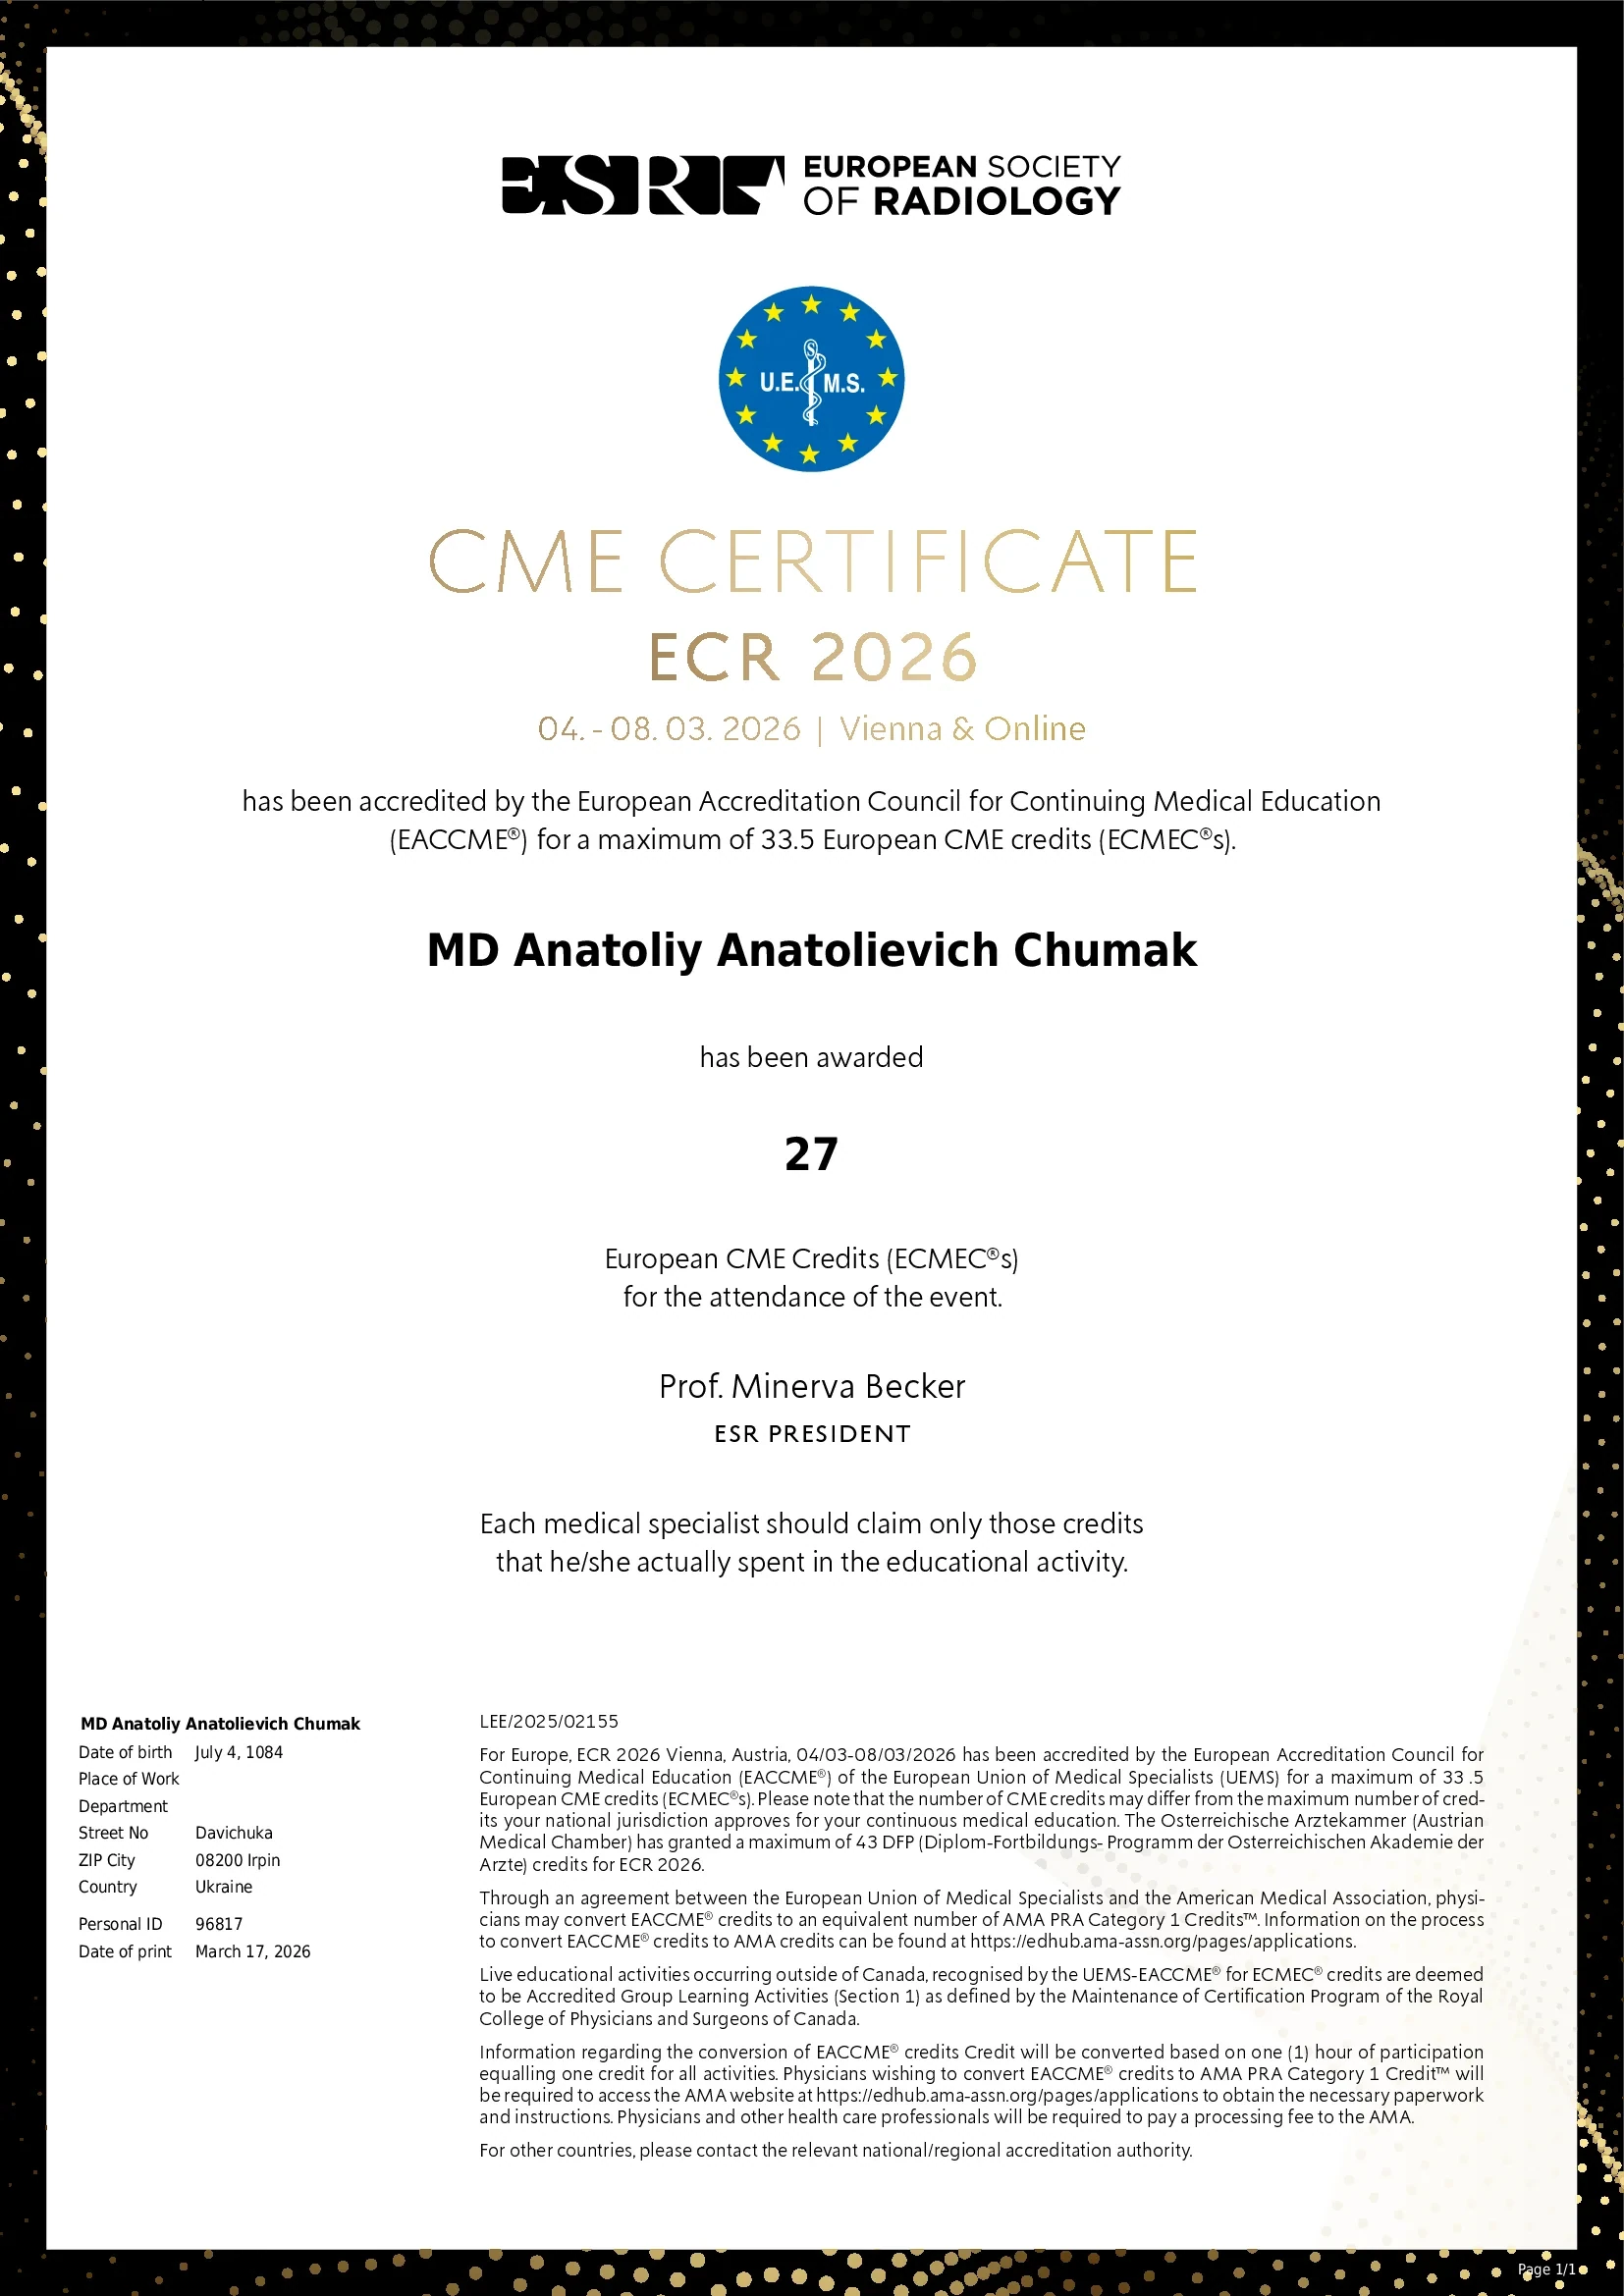 ESR EUROPEAN SOCIETY
OF RADIOLOGY
U.E. S M.S.
CME CERTIFICATE
ECR 2026
04. - 08. 03. 2026 | Vienna & Online
has been accredited by the European Accreditation Council for Continuing Medical Education
(EACCME®) for a maximum of 33.5 European CME credits (ECMEC®s).
MD Anatoliy Anatolievich Chumak
has been awarded
27
European CME Credits (ECMEC®s)
for the attendance of the event.
Prof. Minerva Becker
ESR PRESIDENT
Each medical specialist should claim only those credits
that he/she actually spent in the educational activity.
MD Anatoliy Anatolievich Chumak
Date of birth July 4, 1084
Place of Work
Department
Street No Davichuka
ZIP City 08200 Irpin
Country Ukraine
Personal ID 96817
Date of print March 17, 2026
LEE/2025/02155
For Europe, ECR 2026 Vienna, Austria, 04/03-08/03/2026 has been accredited by the European Accreditation Council for
Continuing Medical Education (EACCME®) of the European Union of Medical Specialists (UEMS) for a maximum of 33 .5
European CME credits (ECMEC®s). Please note that the number of CME credits may differ from the maximum number of cred-
its your national jurisdiction approves for your continuous medical education. The Osterreichische Arztekammer (Austrian
Medical Chamber) has granted a maximum of 43 DFP (Diplom-Fortbildungs- Programm der Osterreichischen Akademie der
Arzte) credits for ECR 2026.
Through an agreement between the European Union of Medical Specialists and the American Medical Association, physi-
cians may convert EACCME® credits to an equivalent number of AMA PRA Category 1 Credits™. Information on the process
to convert EACCME® credits to AMA credits can be found at https://edhub.ama-assn.org/pages/applications.
Live educational activities occurring outside of Canada, recognised by the UEMS-EACCME® for ECMEC® credits are deemed
to be Accredited Group Learning Activities (Section 1) as defined by the Maintenance of Certification Program of the Royal
College of Physicians and Surgeons of Canada.
Information regarding the conversion of EACCME® credits Credit will be converted based on one (1) hour of participation
equalling one credit for all activities. Physicians wishing to convert EACCME® credits to AMA PRA Category 1 Credit™ will
be required to access the AMA website at https://edhub.ama-assn.org/pages/applications to obtain the necessary paperwork
and instructions. Physicians and other health care professionals will be required to pay a processing fee to the AMA.
For other countries, please contact the relevant national/regional accreditation authority.
Page 1/1